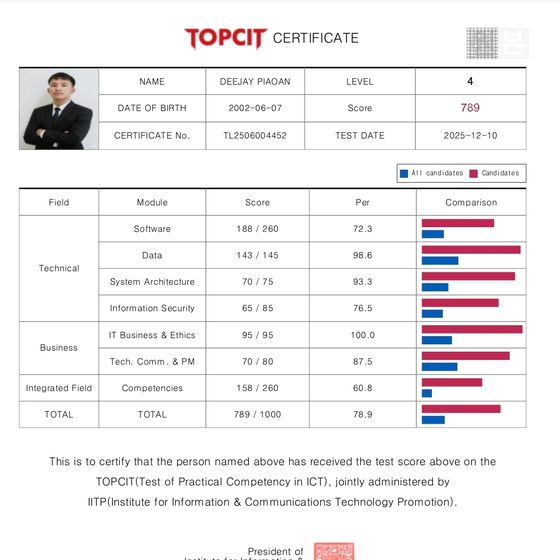 TOPCIT CERTIFICATE
NAME DEEJAY PIAOAN LEVEL 4
DATE OF BIRTH 2002-06-07 Score 789
CERTIFICATE No. TL2506004452 TEST DATE 2025-12-10
All candidates Candidates
Field Module Score Per Comparison
Technical
Software 188 / 260 72.3
Data 143 / 145 98.6
System Architecture 70 / 75 93.3
Information Security 65 / 85 76.5
Business
IT Business & Ethics 95 / 95 100.0
Tech. Comm. & PM 70 / 80 87.5
Integrated Field Competencies 158 / 260 60.8
TOTAL TOTAL 789 / 1000 78.9
This is to certify that the person named above has received the test score above on the
TOPCIT(Test of Practical Competency in ICT), jointly administered by
IITP(Institute for Information & Communications Technology Promotion).
President of
Institute for Information &